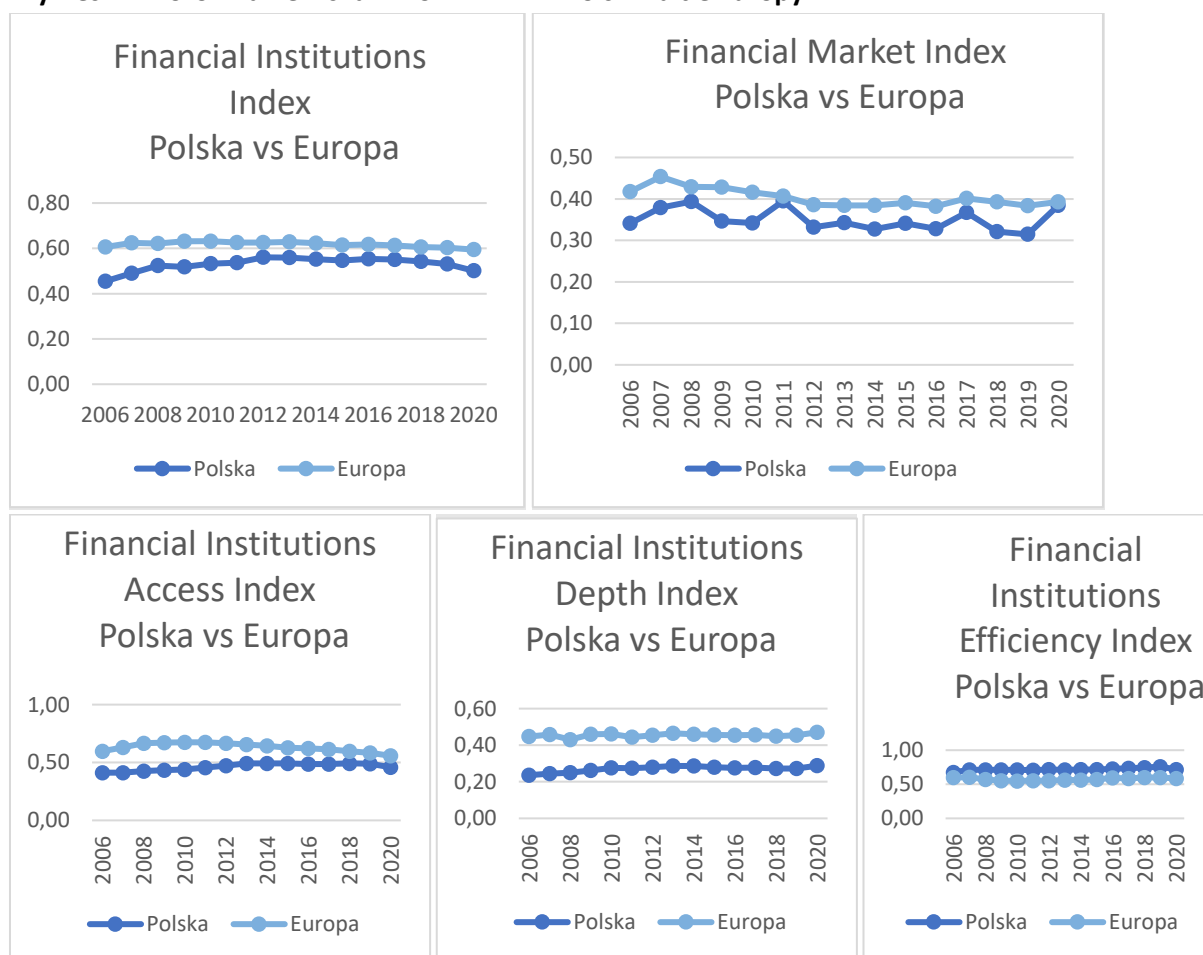 Financial Institutions
Index
Polska vs Europa
0,80
0,60
0,40
0,20
0,00
2006 2008 2010 2012 2014 2016 2018 2020
Polska Europa
Financial Market Index
Polska vs Europa
0,50
0,40
0,30
0,20
0,10
0,00
2006 2007 2008 2009 2010 2011 2012 2013 2014 2015 2016 2017 2018 2019 2020
Polska Europa
Financial Institutions
Access Index
Polska vs Europa
1,00
0,50
0,00
2006 2008 2010 2012 2014 2016 2018 2020
Polska Europa
Financial Institutions
Depth Index
Polska vs Europa
0,60
0,40
0,20
0,00
2006 2008 2010 2012 2014 2016 2018 2020
Polska Europa
Financial
Institutions
Efficiency Index
Polska vs Europa
1,00
0,50
0,00
2006 2008 2010 2012 2014 2016 2018 2020
Polska Europa